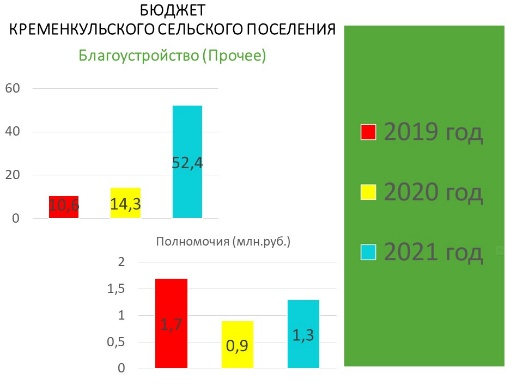 БЮДЖЕТ
КРЕМЕНКУЛЬСКОГО СЕЛЬСКОГО ПОСЕЛЕНИЯ
Благоустройство (Прочее)
60
40
20
0
10,6
14,3
52,4
2019 год
2020 год
2021 год
Полномочия (млн.руб.)
2
1,5
1
0,5
0
1,7
0,9
1,3